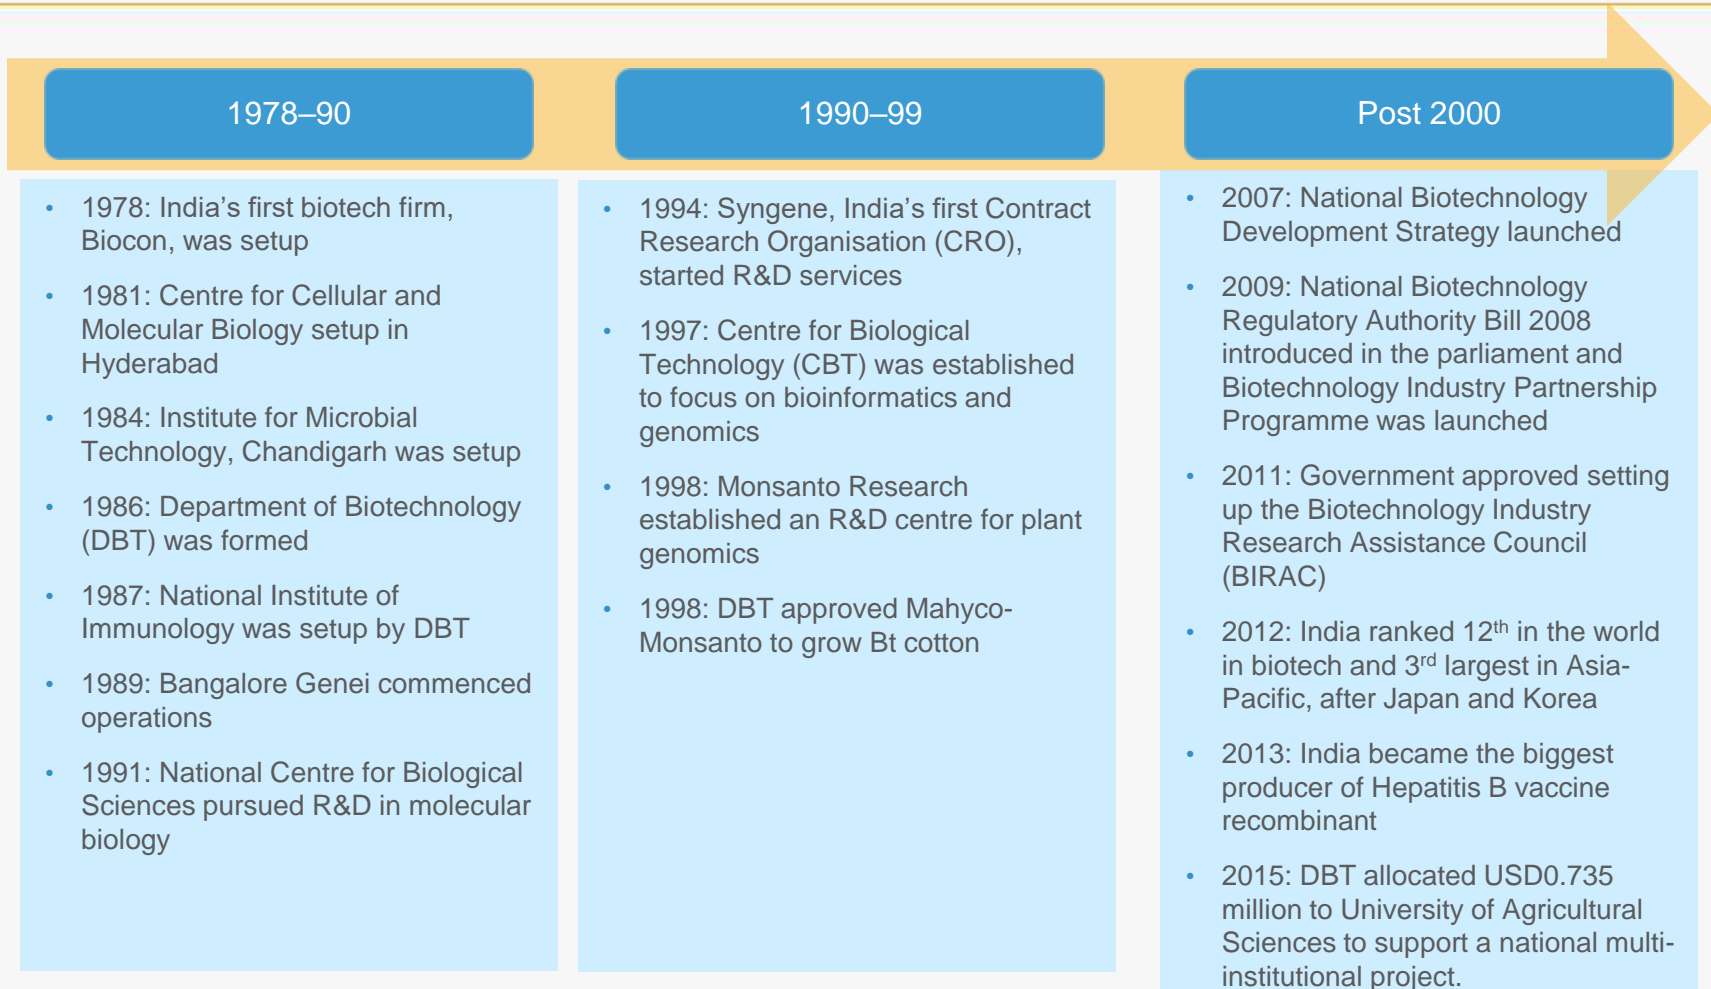 1978–90
• 1978: India’s first biotech firm,
Biocon, was setup
• 1981: Centre for Cellular and
Molecular Biology setup in
Hyderabad
• 1984: Institute for Microbial
Technology, Chandigarh was setup
• 1986: Department of Biotechnology
(DBT) was formed
• 1987: National Institute of
Immunology was setup by DBT
• 1989: Bangalore Genei commenced
operations
• 1991: National Centre for Biological
Sciences pursued R&D in molecular
biology
1990–99
• 1994: Syngene, India’s first Contract
Research Organisation (CRO),
started R&D services
• 1997: Centre for Biological
Technology (CBT) was established
to focus on bioinformatics and
genomics
• 1998: Monsanto Research
established an R&D centre for plant
genomics
• 1998: DBT approved Mahyco-
Monsanto to grow Bt cotton
Post 2000
• 2007: National Biotechnology
Development Strategy launched
• 2009: National Biotechnology
Regulatory Authority Bill 2008
introduced in the parliament and
Biotechnology Industry Partnership
Programme was launched
• 2011: Government approved setting
up the Biotechnology Industry
Research Assistance Council
(BIRAC)
• 2012: India ranked 12th in the world
in biotech and 3rd largest in Asia-
Pacific, after Japan and Korea
• 2013: India became the biggest
producer of Hepatitis B vaccine
recombinant
• 2015: DBT allocated USD0.735
million to University of Agricultural
Sciences to support a national multi-
institutional project.